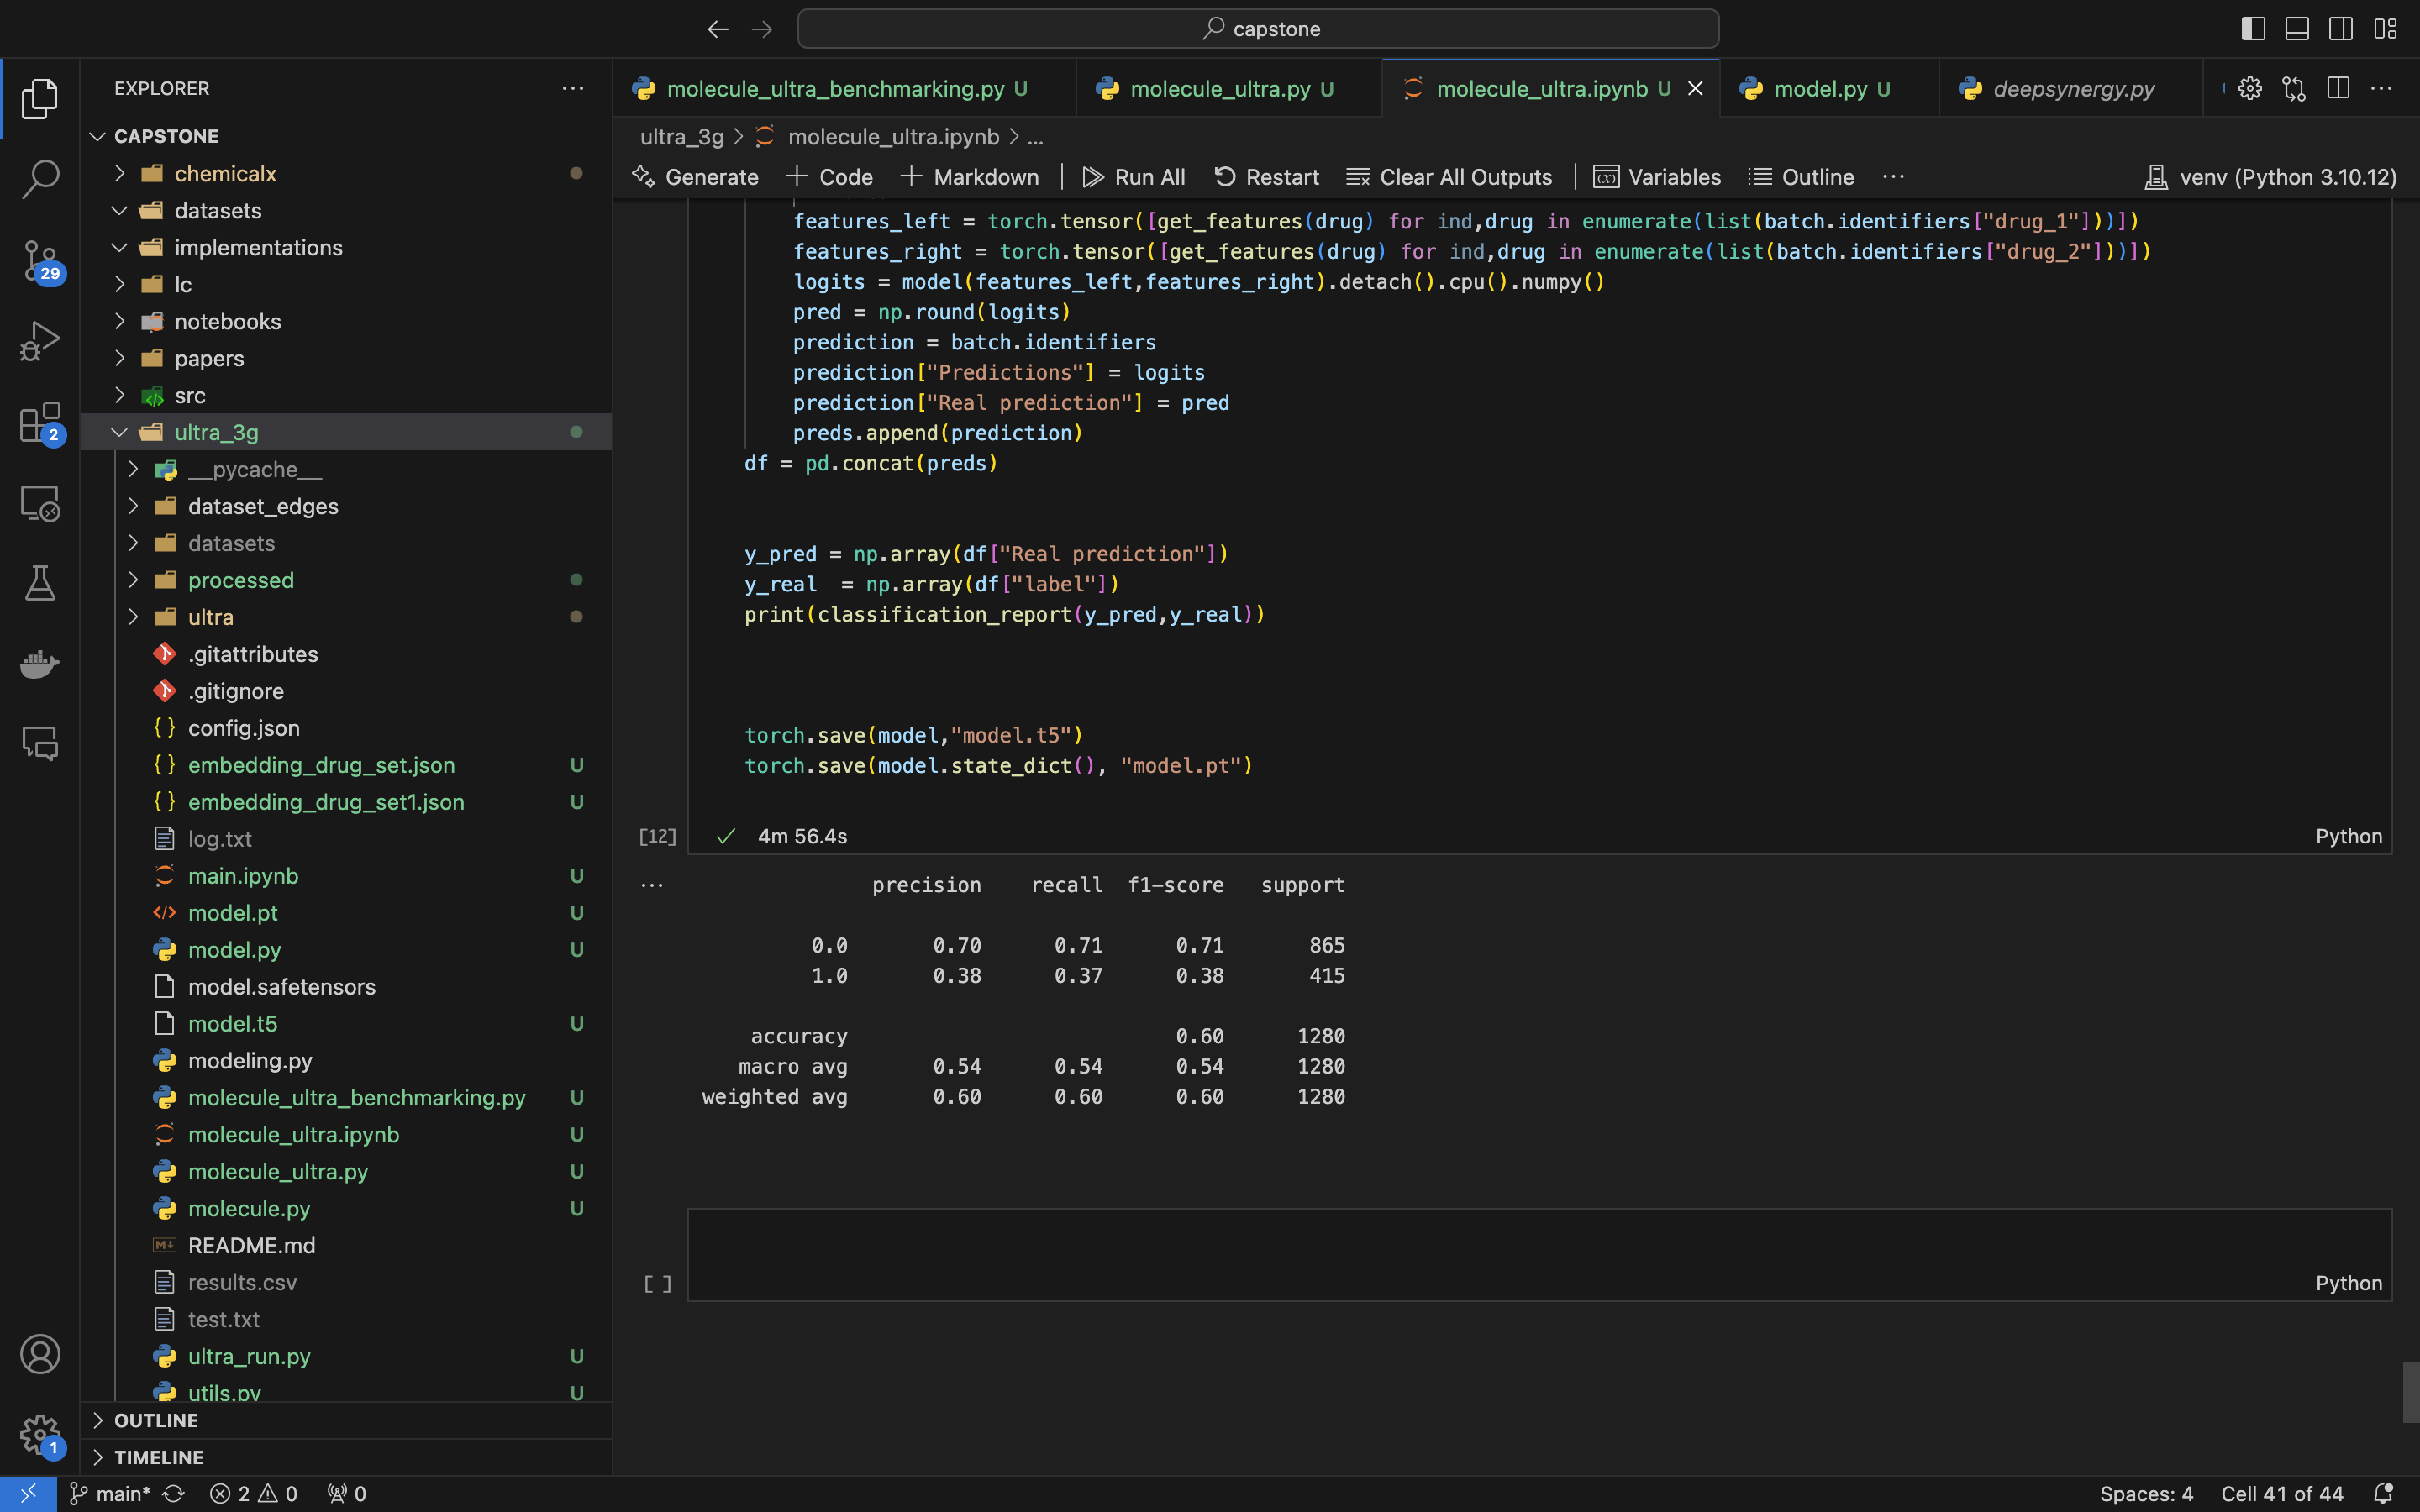 capstone
EXPLORER
CAPSTONE
chemicalx
datasets
implementations
lc
notebooks
papers
src
ultra_3g
__pycache__
dataset_edges
datasets
processed
ultra
.gitattributes
.gitignore
config.json
embedding_drug_set.json U
embedding_drug_set1.json U
log.txt
main.ipynb U
model.pt U
model.py U
model.safetensors
model.t5 U
modeling.py
molecule_ultra_benchmarking.py U
molecule_ultra.ipynb U
molecule_ultra.py U
molecule.py U
README.md
results.csv
test.txt
ultra_run.py U
utils.py U
OUTLINE
TIMELINE
29
2
1
molecule_ultra_benchmarking.py U molecule_ultra.py U molecule_ultra.ipynb U model.py U deepsynergy.py
ultra_3g > molecule_ultra.ipynb > ...
Generate + Code + Markdown | Run All Restart Clear All Outputs | Variables Outline ... venv (Python 3.10.12)
features_left = torch.tensor([get_features(drug) for ind,drug in enumerate(list(batch.identifiers["drug_1"]))])
features_right = torch.tensor([get_features(drug) for ind,drug in enumerate(list(batch.identifiers["drug_2"]))])
logits = model(features_left,features_right).detach().cpu().numpy()
pred = np.round(logits)
prediction = batch.identifiers
prediction["Predictions"] = logits
prediction["Real prediction"] = pred
preds.append(prediction)
df = pd.concat(preds)
y_pred = np.array(df["Real prediction"])
y_real  = np.array(df["label"])
print(classification_report(y_pred,y_real))
torch.save(model,"model.t5")
torch.save(model.state_dict(), "model.pt")
[12] 4m 56.4s Python
... precision recall f1-score support
0.0 0.70 0.71 0.71 865
1.0 0.38 0.37 0.38 415
accuracy 0.60 1280
macro avg 0.54 0.54 0.54 1280
weighted avg 0.60 0.60 0.60 1280
[ ] Python
main* 2 0 0 Spaces: 4 Cell 41 of 44